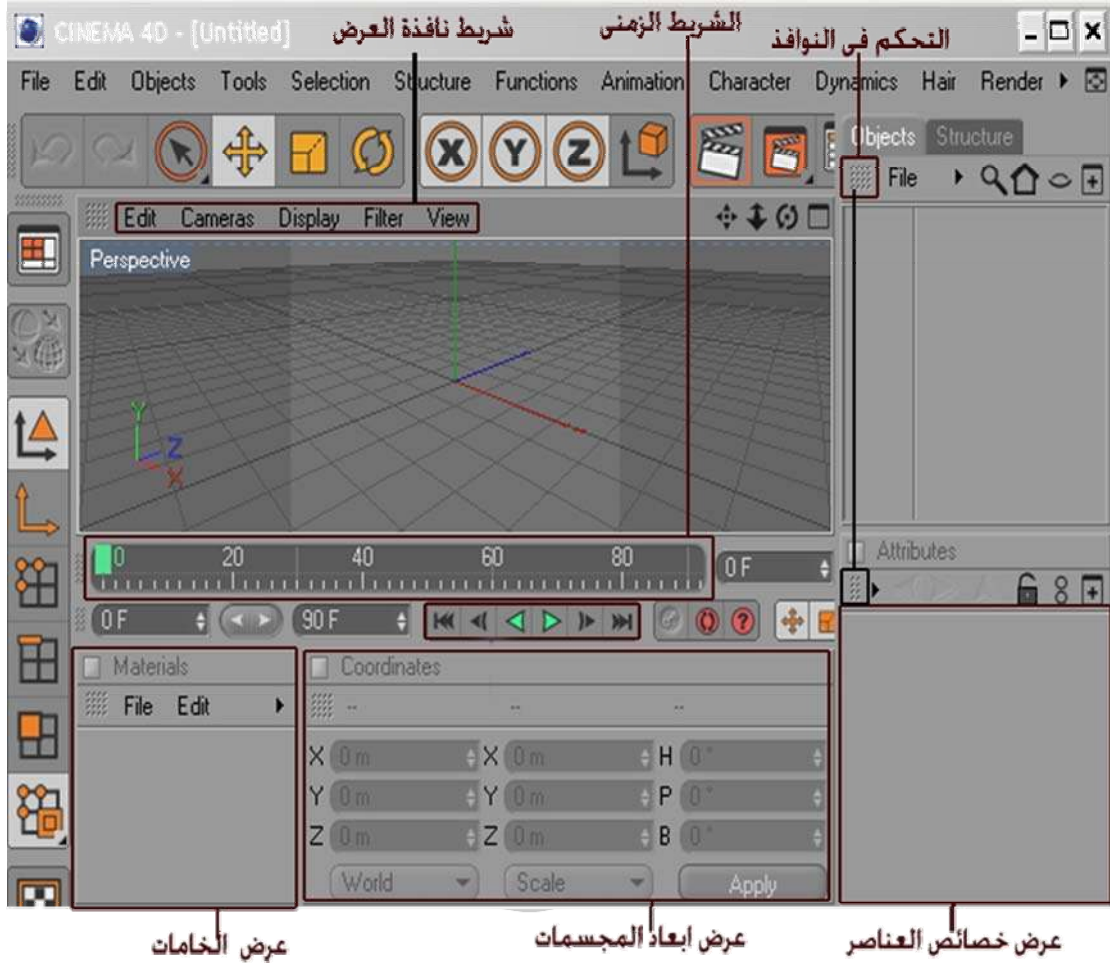 شريط نافذة العرض
الشريط الزمنى
التحكم فى النوافذ
CINEMA 4D - [Untitled]
File Edit Objects Tools Selection Structure Functions Animation Character Dynamics Hair Render
X Y Z
Objects Structure
File
Edit Cameras Display Filter View
Perspective
Y
Z
X
0 20 40 60 80
0 F
Attributes
0 F 90 F
?
Materials
File Edit
Coordinates
-- -- --
X 0 m X 0 m H 0 °
Y 0 m Y 0 m P 0 °
Z 0 m Z 0 m B 0 °
World Scale Apply
عرض خصائص العناصر
عرض ابعاد المجسمات
عرض الخامات